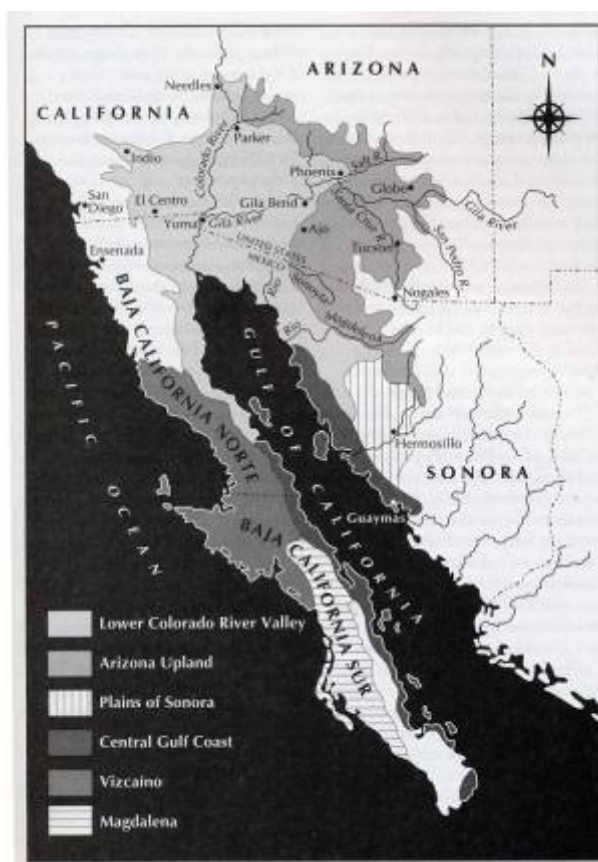 ARIZONA
N
CALIFORNIA
Needles
Parker
Colorado River
Indio
Phoenix
Salt R.
Globe
San
Diego
El Centro
Yuma
Gila River
Gila Bend
Santa Cruz R.
San Pedro R.
Gila River
Ajo
Tucson
UNITED STATES
MEXICO
Ensenada
Nogales
Rio
Sonoyta
Rio
Magdalena
BAJA CALIFORNIA NORTE
GULF OF CALIFORNIA
PACIFIC OCEAN
Hermosillo
SONORA
Guaymas
BAJA CALIFORNIA SUR
Lower Colorado River Valley
Arizona Upland
Plains of Sonora
Central Gulf Coast
Vizcaino
Magdalena